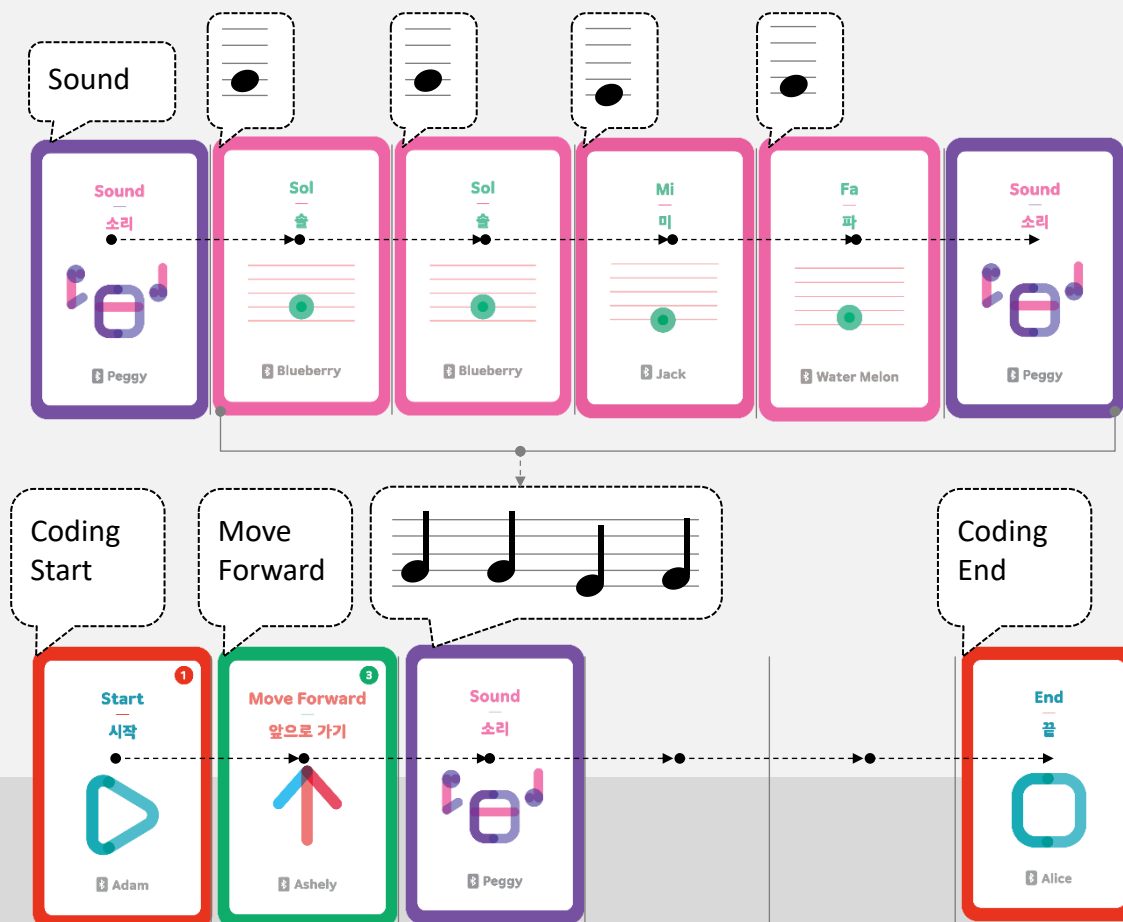 Sound
Sound
소리
Peggy
Sol
솔
Blueberry
Sol
솔
Blueberry
Mi
미
Jack
Fa
파
Water Melon
Sound
소리
Peggy
Coding
Start
Move
Forward
Coding
End
1
Start
시작
Adam
3
Move Forward
앞으로 가기
Ashely
Sound
소리
Peggy
End
끝
Alice